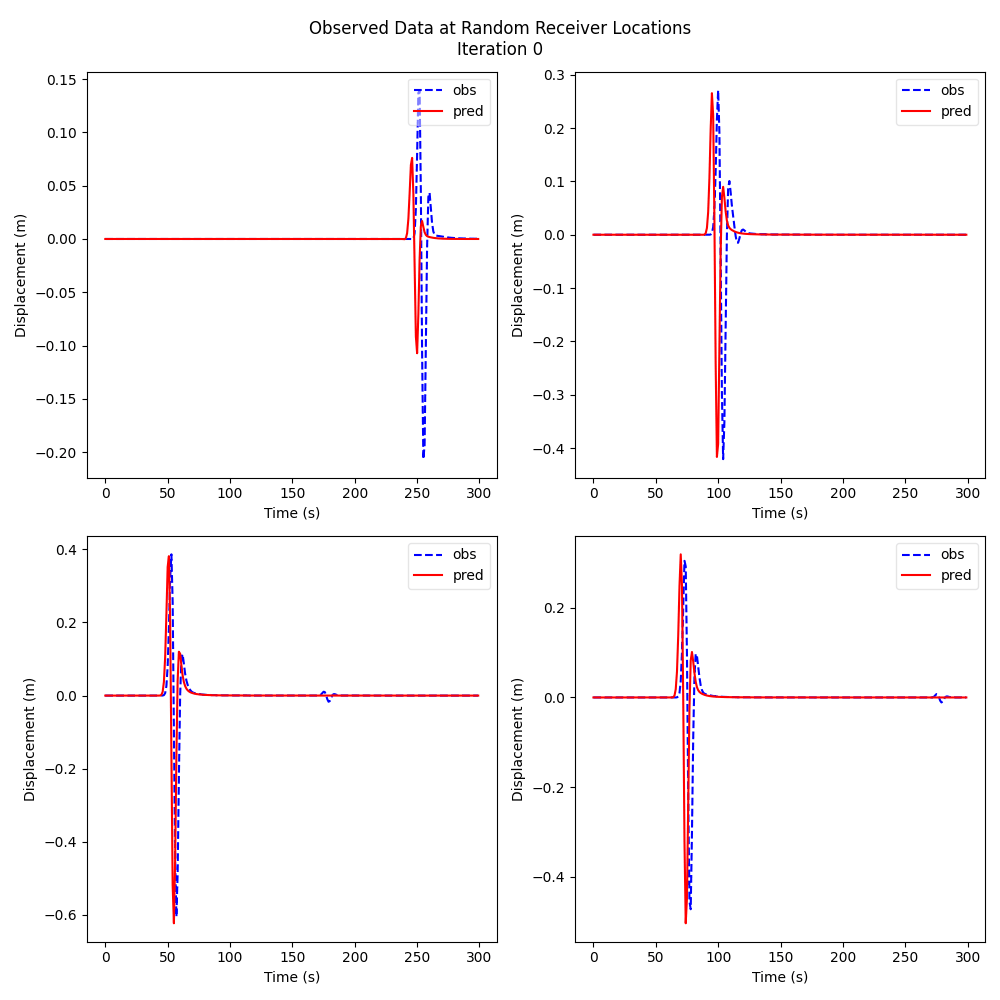 Observed Data at Random Receiver Locations
Iteration 0
0.15
0.10
0.05
0.00
−0.05
−0.10
−0.15
−0.20
Displacement (m)
0 50 100 150 200 250 300
Time (s)
obs
pred
0.3
0.2
0.1
0.0
−0.1
−0.2
−0.3
−0.4
Displacement (m)
0 50 100 150 200 250 300
Time (s)
obs
pred
0.4
0.2
0.0
−0.2
−0.4
−0.6
Displacement (m)
0 50 100 150 200 250 300
Time (s)
obs
pred
0.2
0.0
−0.2
−0.4
Displacement (m)
0 50 100 150 200 250 300
Time (s)
obs
pred